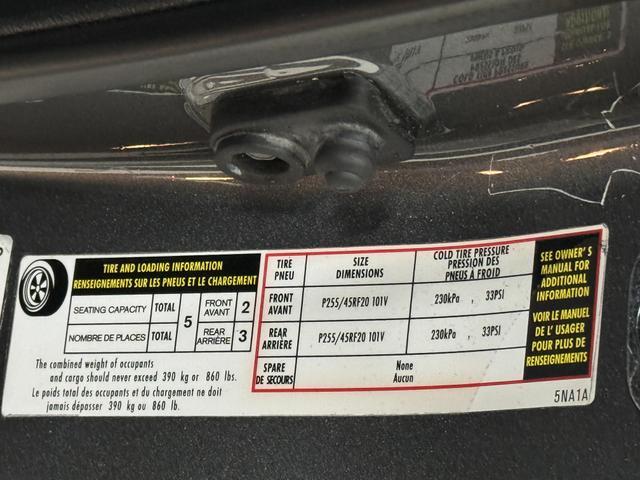 TIRE AND LOADING INFORMATION
RENSEIGNEMENTS SUR LES PNEUS ET LE CHARGEMENT
SEATING CAPACITY TOTAL 5 FRONT AVANT 2
NOMBRE DE PLACES TOTAL REAR ARRIÈRE 3
The combined weight of occupants
and cargo should never exceed 390 kg or 860 lbs.
Le poids total des occupants et du chargement ne doit
jamais dépasser 390 kg ou 860 lb.
TIRE PNEU SIZE DIMENSIONS COLD TIRE PRESSURE PRESSION DES PNEUS À FROID
FRONT AVANT P255/45RF20 101V 230kPa , 33PSI
REAR ARRIÈRE P255/45RF20 101V 230kPa , 33PSI
SPARE DE SECOURS None Aucun
SEE OWNER'S
MANUAL FOR
ADDITIONAL
INFORMATION
VOIR LE MANUEL
DE L' USAGER
POUR PLUS DE
RENSEIGNEMENTS
5NA1A